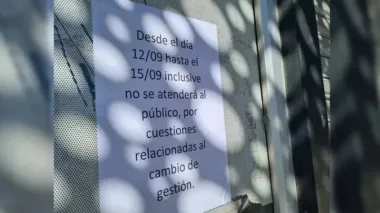 Desde el día
12/09 hasta el
15/09 inclusive
no se atenderá al
público, por
cuestiones
relacionadas al
cambio de
gestión.